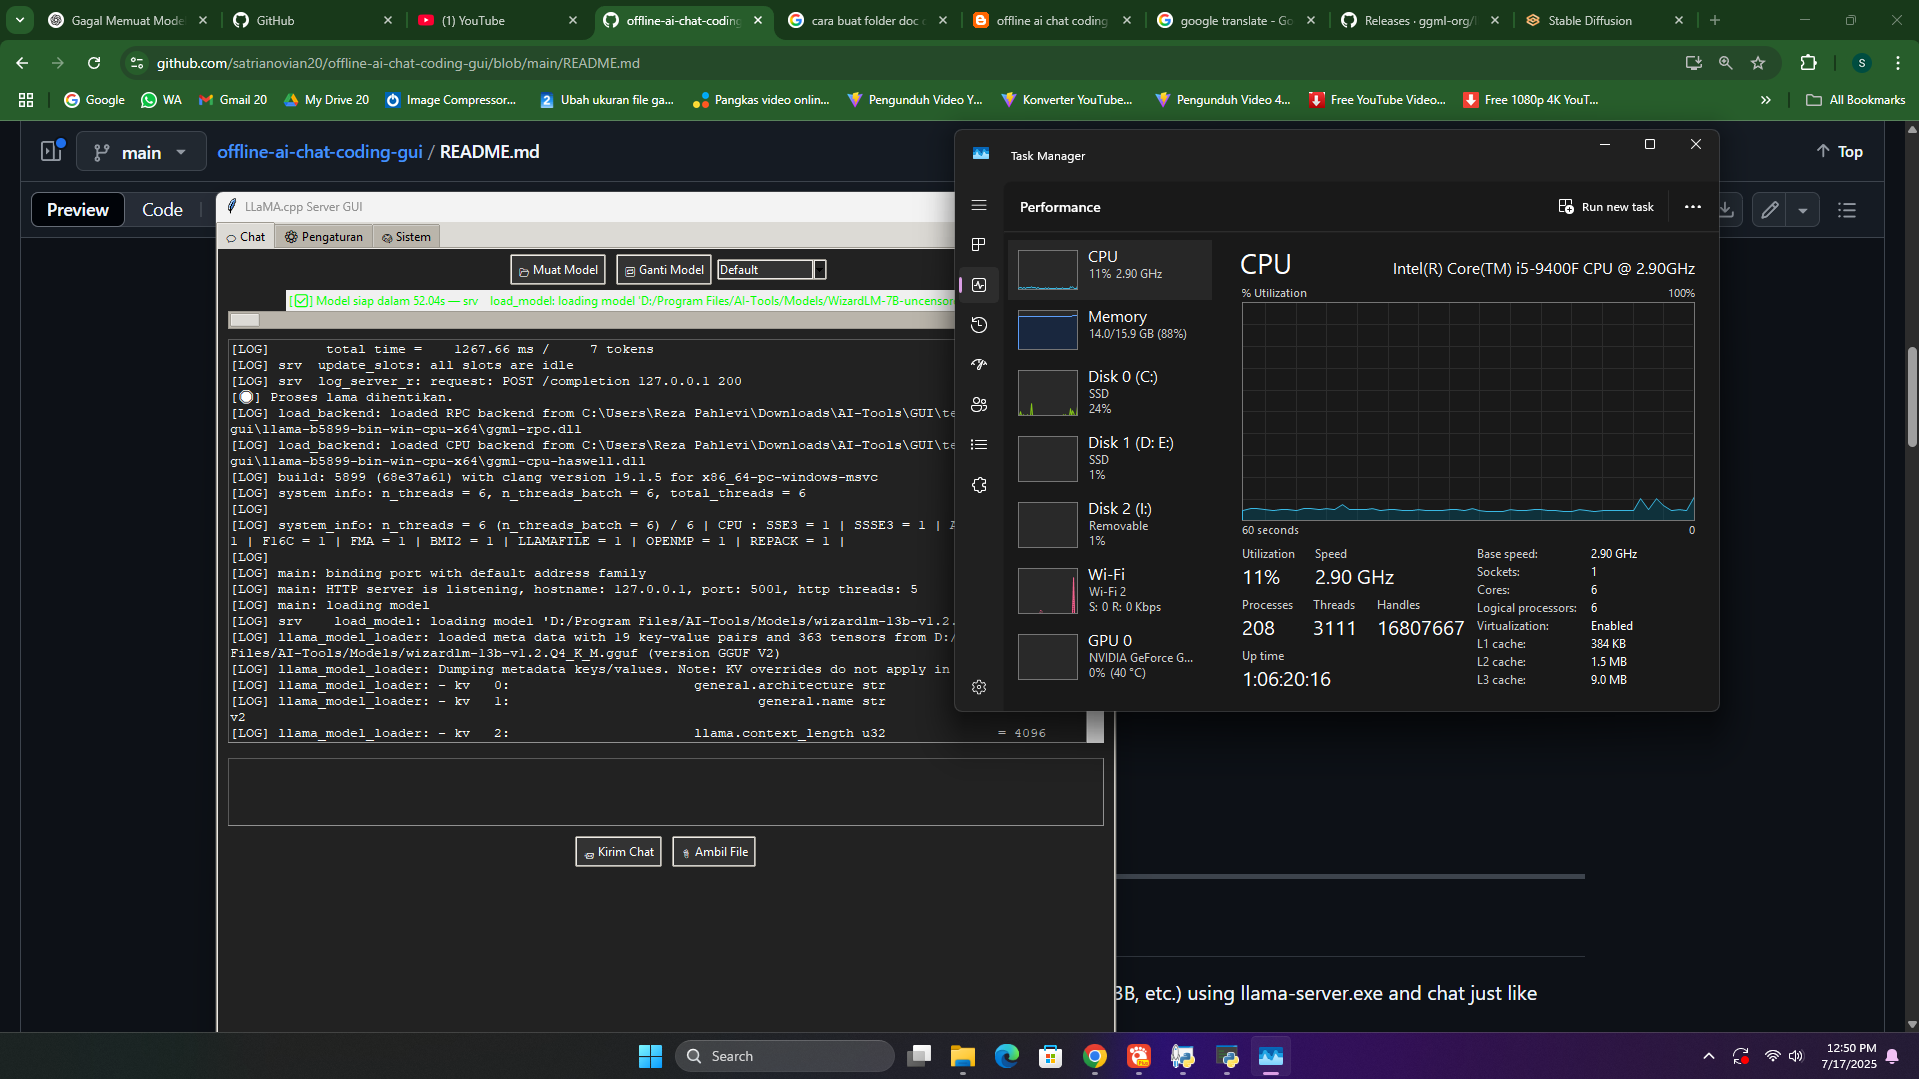 Gagal Memuat Mode
GitHub
(1) YouTube
offline-ai-chat-coding
cara buat folder doc
offline ai chat coding
google translate - Go
Releases · ggml-org/
Stable Diffusion
github.com/satrianovian20/offline-ai-chat-coding-gui/blob/main/README.md
S
Google
WA
Gmail 20
My Drive 20
Image Compressor...
Ubah ukuran file ga...
Pangkas video onlin...
Pengunduh Video Y...
Konverter YouTube...
Pengunduh Video 4...
Free YouTube Video...
Free 1080p 4K YouT...
All Bookmarks
main
offline-ai-chat-coding-gui / README.md
Top
Preview
Code
LLaMA.cpp Server GUI
Chat
Pengaturan
Sistem
Muat Model
Ganti Model
Default
[✅] Model siap dalam 52.04s — srv load_model: loading model 'D:/Program Files/AI-Tools/Models/WizardLM-7B-uncensor
[LOG] total time = 1267.66 ms / 7 tokens
[LOG] srv update_slots: all slots are idle
[LOG] srv log_server_r: request: POST /completion 127.0.0.1 200
[⚪] Proses lama dihentikan.
[LOG] load_backend: loaded RPC backend from C:\Users\Reza Pahlevi\Downloads\AI-Tools\GUI\te
gui\llama-b5899-bin-win-cpu-x64\ggml-rpc.dll
[LOG] load_backend: loaded CPU backend from C:\Users\Reza Pahlevi\Downloads\AI-Tools\GUI\te
gui\llama-b5899-bin-win-cpu-x64\ggml-cpu-haswell.dll
[LOG] build: 5899 (68e37a61) with clang version 19.1.5 for x86_64-pc-windows-msvc
[LOG] system info: n_threads = 6, n_threads_batch = 6, total_threads = 6
[LOG]
[LOG] system_info: n_threads = 6 (n_threads_batch = 6) / 6 | CPU : SSE3 = 1 | SSSE3 = 1 | A
1 | F16C = 1 | FMA = 1 | BMI2 = 1 | LLAMAFILE = 1 | OPENMP = 1 | REPACK = 1 |
[LOG]
[LOG] main: binding port with default address family
[LOG] main: HTTP server is listening, hostname: 127.0.0.1, port: 5001, http threads: 5
[LOG] main: loading model
[LOG] srv load_model: loading model 'D:/Program Files/AI-Tools/Models/wizardlm-13b-v1.2.
[LOG] llama_model_loader: loaded meta data with 19 key-value pairs and 363 tensors from D:/
Files/AI-Tools/Models/wizardlm-13b-v1.2.Q4_K_M.gguf (version GGUF V2)
[LOG] llama_model_loader: Dumping metadata keys/values. Note: KV overrides do not apply in
[LOG] llama_model_loader: - kv 0: general.architecture str
[LOG] llama_model_loader: - kv 1: general.name str
v2
[LOG] llama_model_loader: - kv 2: llama.context_length u32 = 4096
Kirim Chat
Ambil File
Task Manager
Performance
Run new task
CPU
11% 2.90 GHz
Memory
14.0/15.9 GB (88%)
Disk 0 (C:)
SSD
24%
Disk 1 (D: E:)
SSD
1%
Disk 2 (I:)
Removable
1%
Wi-Fi
Wi-Fi 2
S: 0 R: 0 Kbps
GPU 0
NVIDIA GeForce G...
0% (40 °C)
CPU
Intel(R) Core(TM) i5-9400F CPU @ 2.90GHz
% Utilization
100%
60 seconds
0
Utilization
Speed
11%
2.90 GHz
Processes
Threads
Handles
208
3111
16807667
Up time
1:06:20:16
Base speed: 2.90 GHz
Sockets: 1
Cores: 6
Logical processors: 6
Virtualization: Enabled
L1 cache: 384 KB
L2 cache: 1.5 MB
L3 cache: 9.0 MB
3B, etc.) using llama-server.exe and chat just like
Search
12:50 PM
7/17/2025